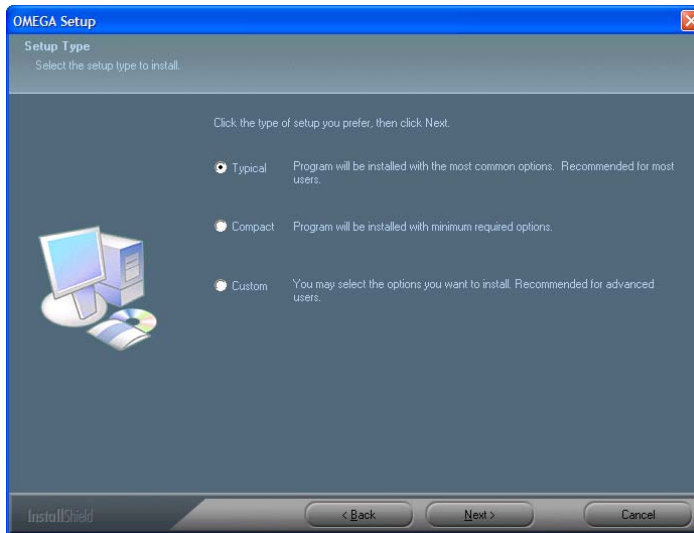 OMEGA Setup
Setup Type
Select the setup type to install.
Click the type of setup you prefer, then click Next.
Typical Program will be installed with the most common options. Recommended for most
users.
Compact Program will be installed with minimum required options.
Custom You may select the options you want to install. Recommended for advanced
users.
InstallShield
< Back Next > Cancel